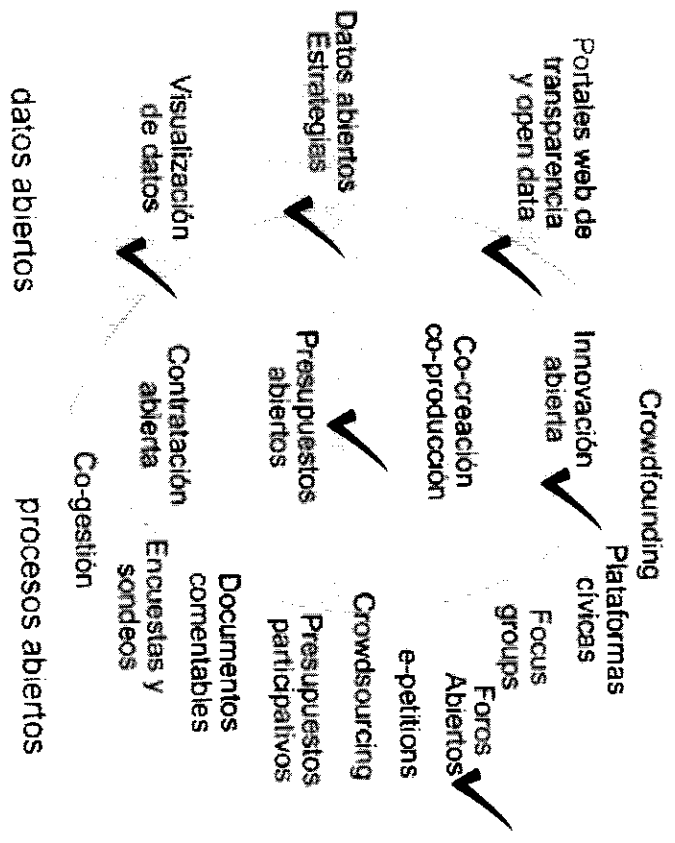 Crowdfounding
Plataformas
cívicas
Portales web de
transparencia
y open data
Innovación
abierta
Focus
groups
Foros
Abiertos
Co-creación
co-producción
e-petitions
Crowdsourcing
Datos abiertos
Estrategias
Presupuestos
abiertos
Presupuestos
participativos
Documentos
comentables
Visualización
de datos
Contratación
abierta
Encuestas y
sondeos
Co-gestión
datos abiertos
procesos abiertos